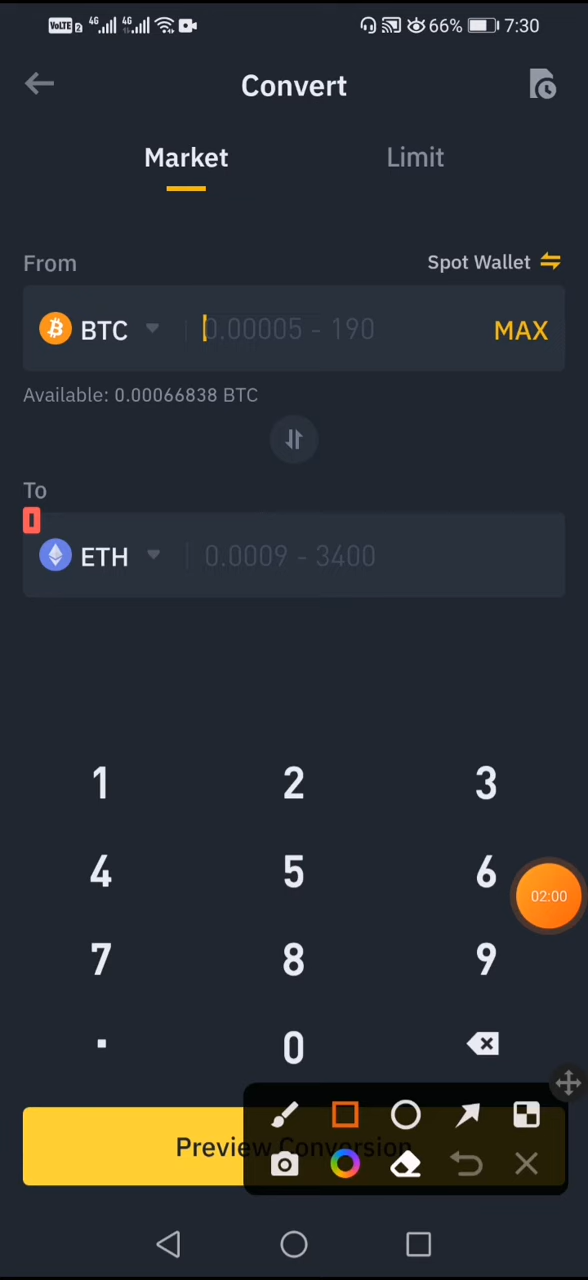 VoLTE 2 4G 4G 66% 7:30
Convert
Market Limit
From Spot Wallet
BTC 0.00005 - 190 MAX
Available: 0.00066838 BTC
To
ETH 0.0009 - 3400
1 2 3
4 5 6
02:00
7 8 9
. 0
Preview Conversion